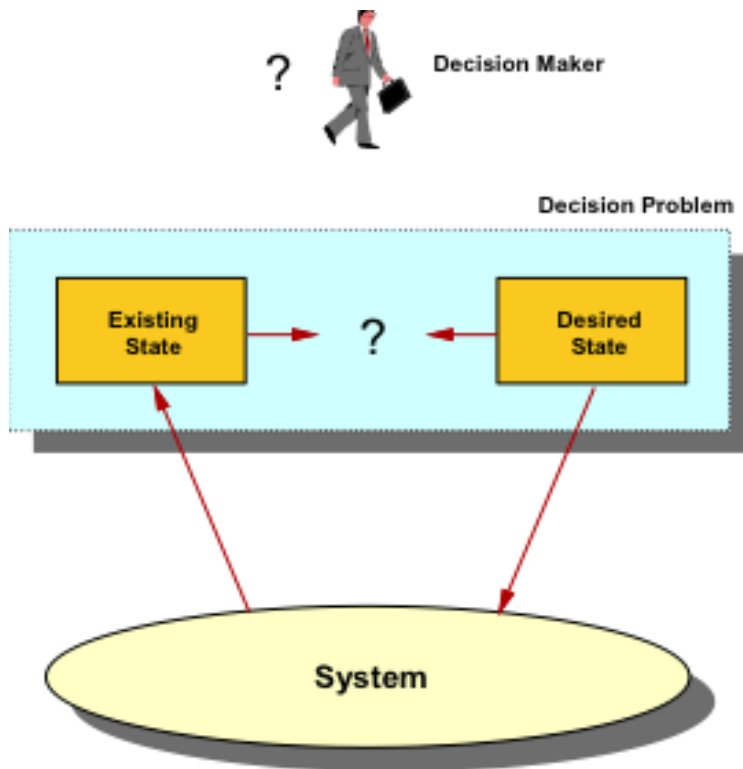 ?
Decision Maker
Decision Problem
Existing
State
?
Desired
State
System